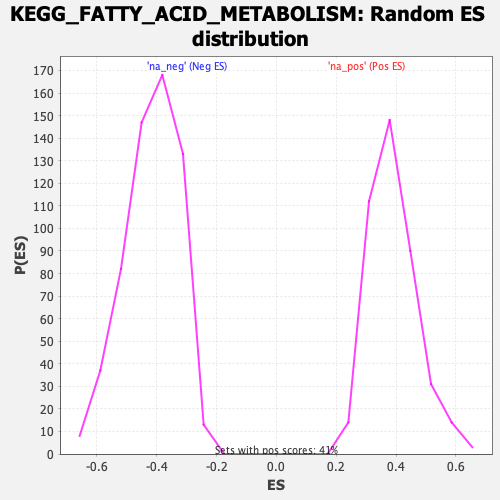 KEGG_FATTY_ACID_METABOLISM: Random ES
distribution
'na_neg' (Neg ES)
'na_pos' (Pos ES)
170
160
150
140
130
120
110
100
90
80
70
60
50
40
30
20
10
0
P(ES)
Sets with pos scores: 41%
-0.6 -0.4 -0.2 0.0 0.2 0.4 0.6
ES